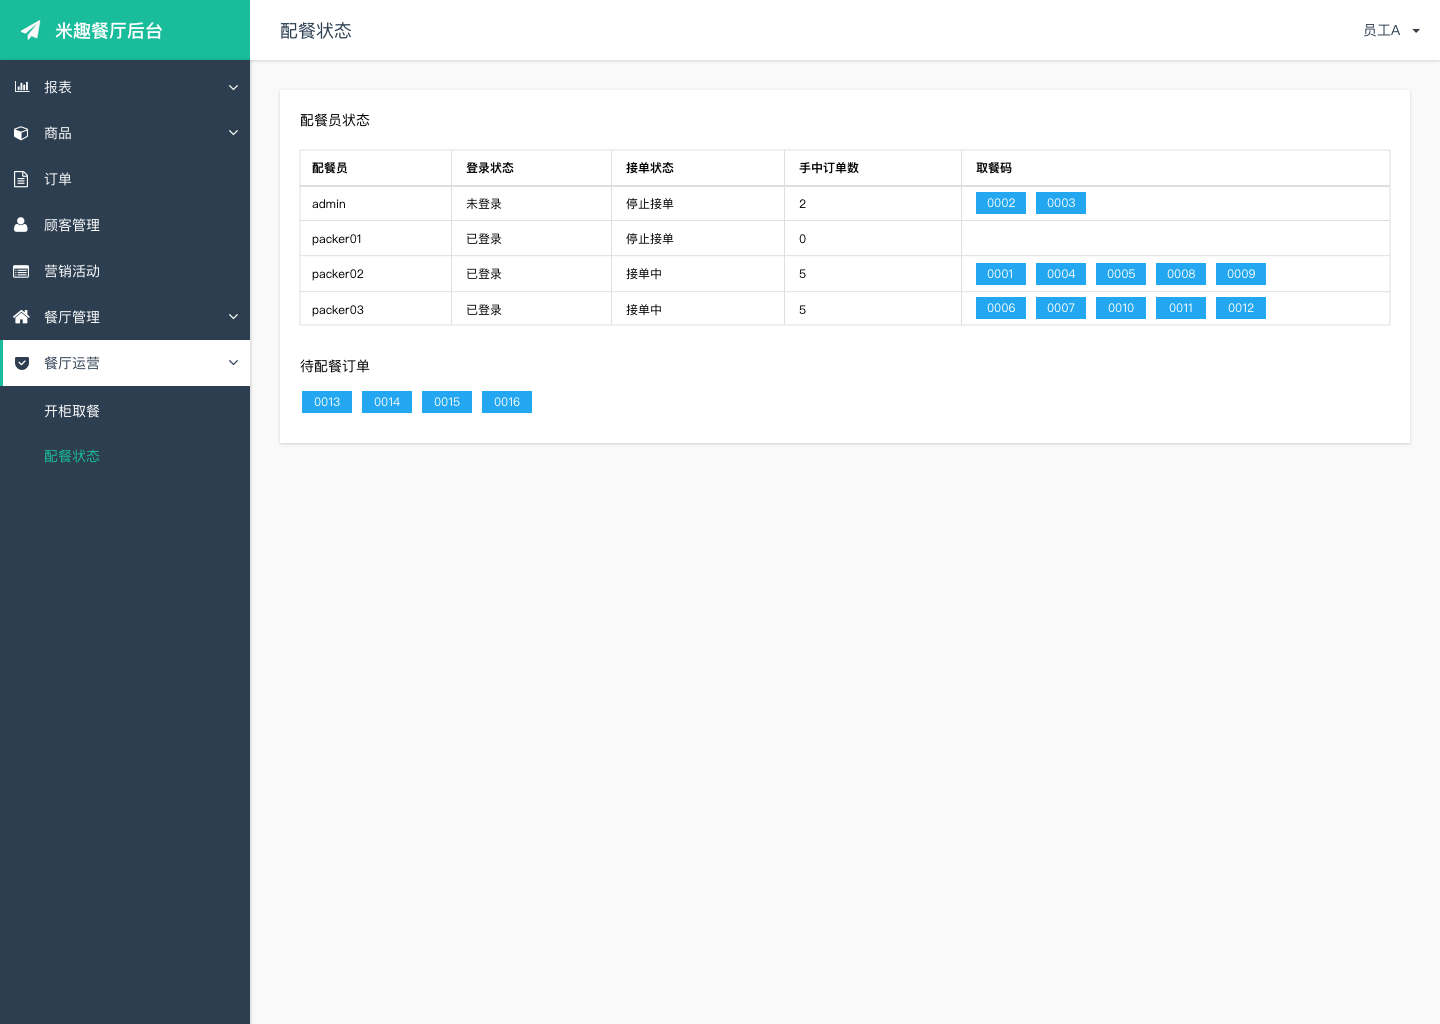 米趣餐厅后台
配餐状态
员工A
报表
商品
订单
顾客管理
营销活动
餐厅管理
餐厅运营
开柜取餐
配餐状态
配餐员状态
配餐员 登录状态 接单状态 手中订单数 取餐码
admin 未登录 停止接单 2 0002 0003
packer01 已登录 停止接单 0
packer02 已登录 接单中 5 0001 0004 0005 0008 0009
packer03 已登录 接单中 5 0006 0007 0010 0011 0012
待配餐订单
0013 0014 0015 0016